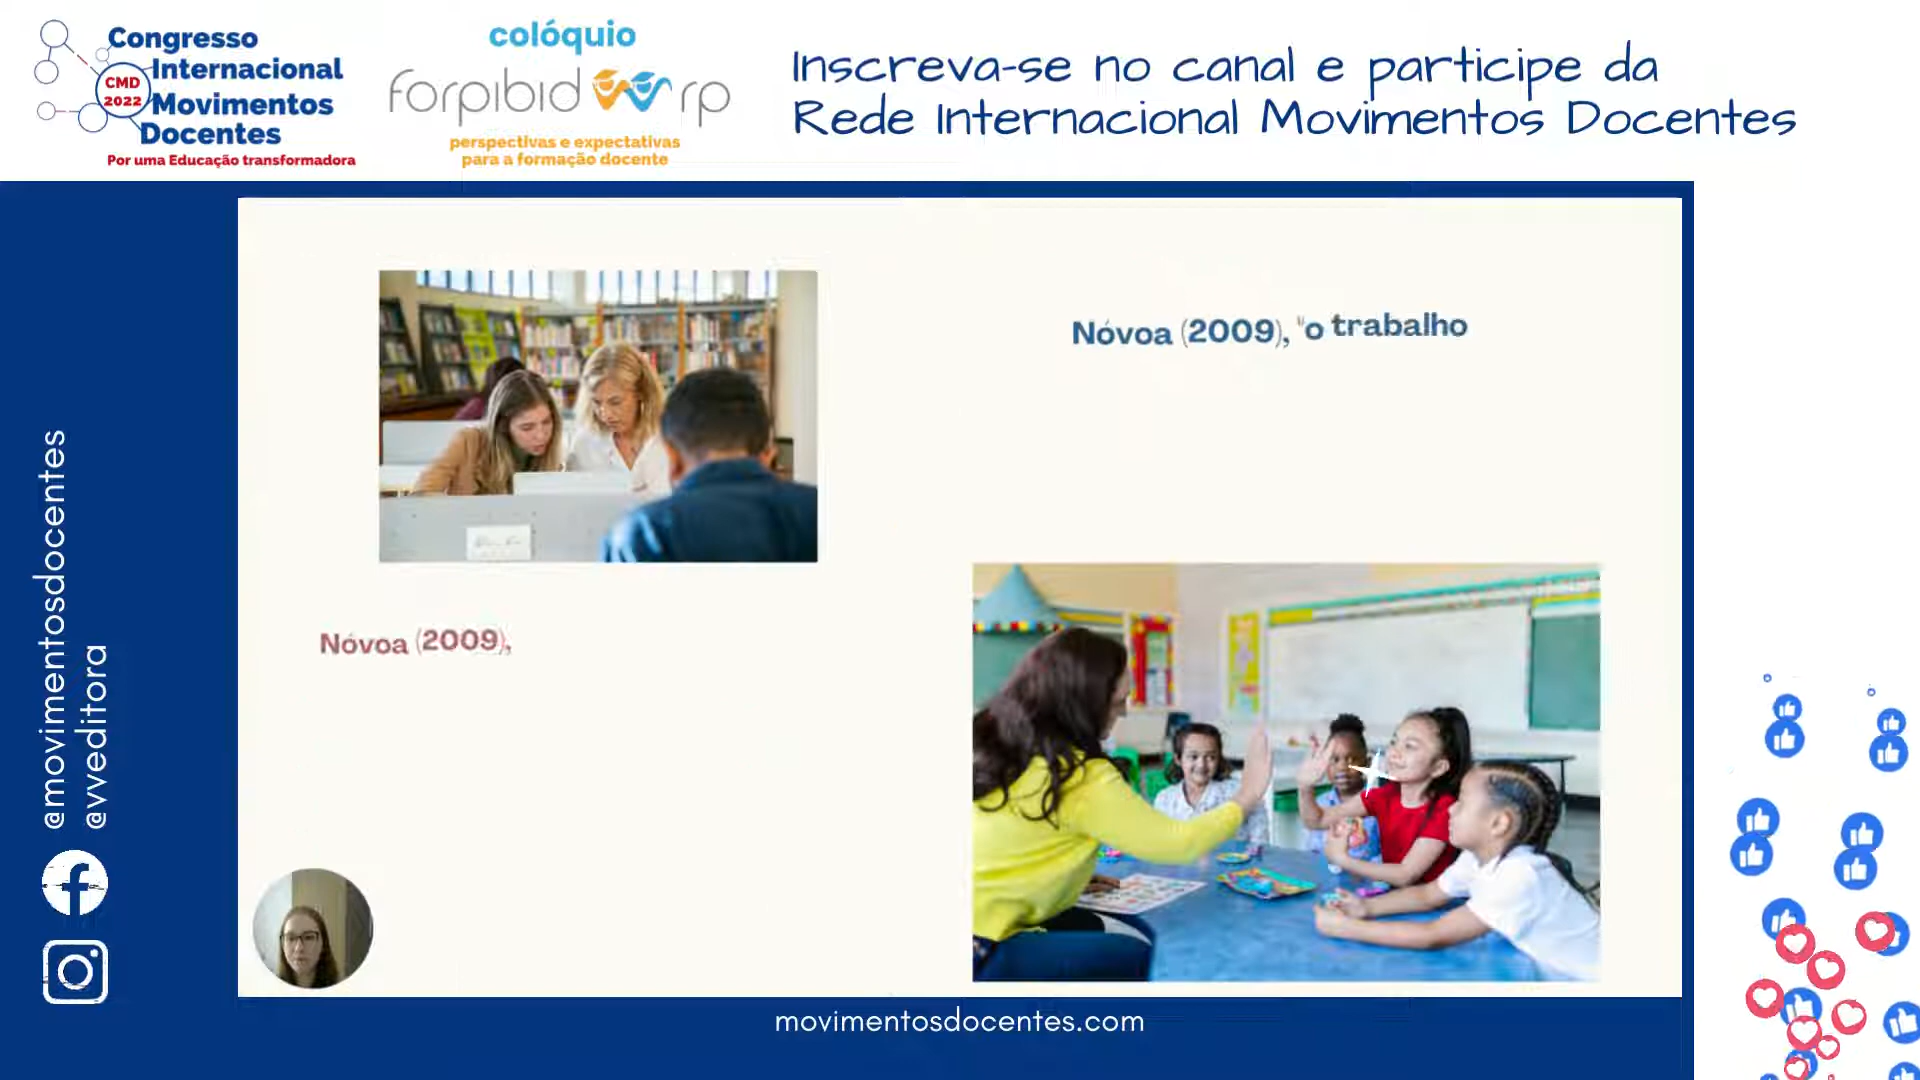 Congresso
Internacional
CMD
2022
Movimentos
Docentes
Por uma Educação transformadora
colóquio
forpibid rp
perspectivas e expectativas
para a formação docente
Inscreva-se no canal e participe da
Rede Internacional Movimentos Docentes
Nóvoa (2009), "o trabalho
Nóvoa (2009),
@movimentosdocentes
@vveditora
movimentosdocentes.com